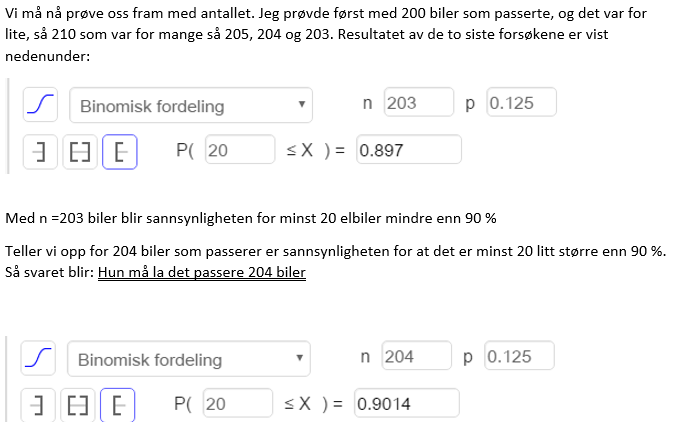 Vi må nå prøve oss fram med antallet. Jeg prøvde først med 200 biler som passerte, og det var for
lite, så 210 som var for mange så 205, 204 og 203. Resultatet av de to siste forsøkene er vist
nedenunder:
Binomisk fordeling ▼ n 203 p 0.125
P( 20 ≤ X ) = 0.897
Med n =203 biler blir sannsynligheten for minst 20 elbiler mindre enn 90 %
Teller vi opp for 204 biler som passerer er sannsynligheten for at det er minst 20 litt større enn 90 %.
Så svaret blir: Hun må la det passere 204 biler
Binomisk fordeling ▼ n 204 p 0.125
P( 20 ≤ X ) = 0.9014